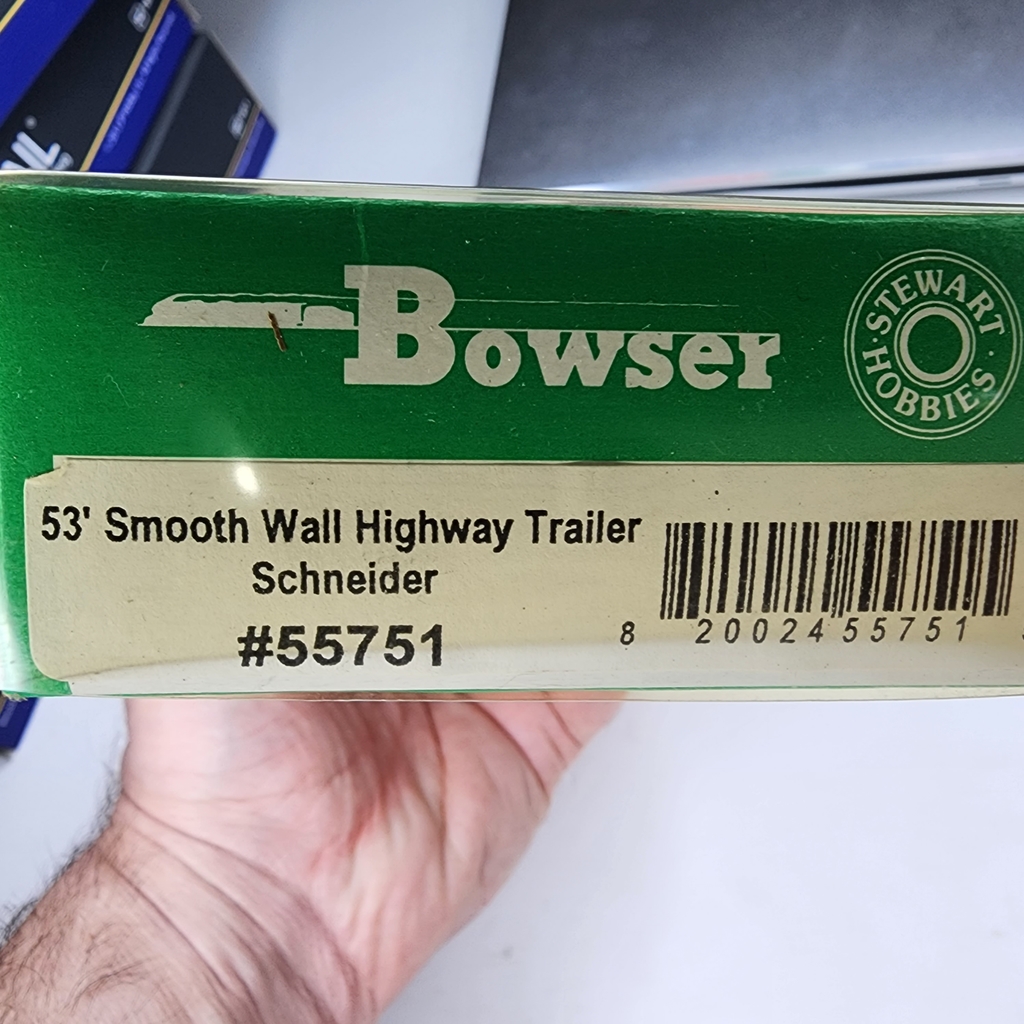 Bowser
STEWART
HOBBIES
53' Smooth Wall Highway Trailer
Schneider
#55751
8 20024 55751